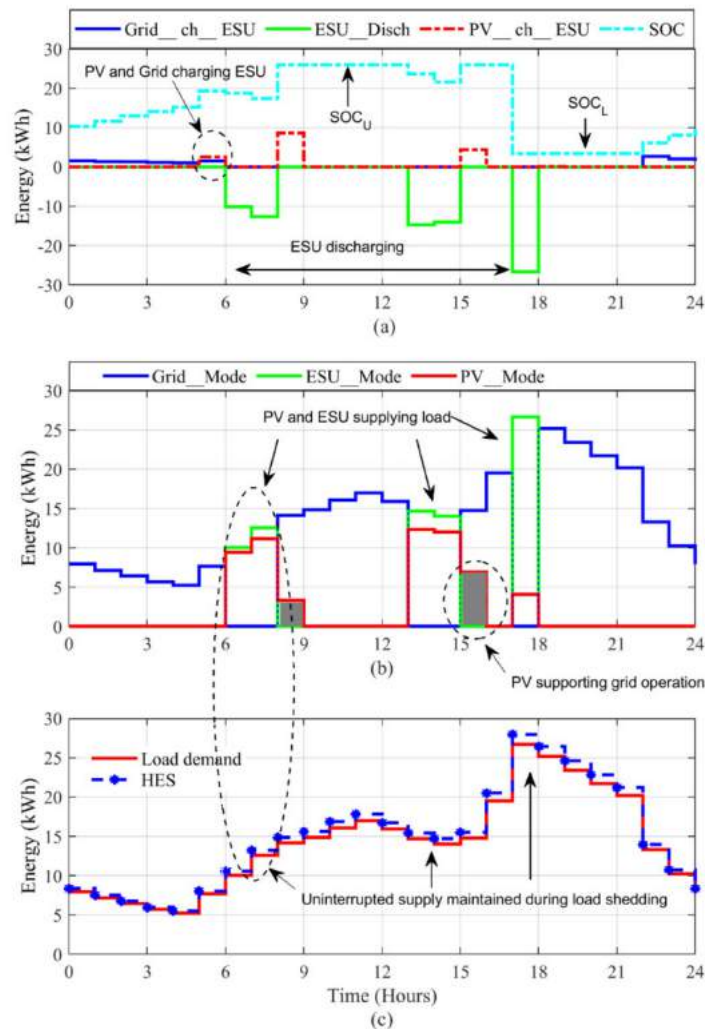 Grid__ch_ESU ESU__Disch PV_ch_ESU SOC
30
PV and Grid charging ESU
20
SOC_U
SOC_L
10
0
-10
-20
ESU discharging
-30
Energy (kWh)
0 3 6 9 12 15 18 21 24
(a)
Grid__Mode ESU__Mode PV__Mode
30
PV and ESU supplying load
25
20
15
10
5
0
Energy (kWh)
0 3 6 9 12 15 18 21 24
(b)
PV supporting grid operation
30
Load demand
25
HES
20
15
10
Uninterrupted supply maintained during load shedding
5
0
Energy (kWh)
0 3 6 9 12 15 18 21 24
Time (Hours)
(c)